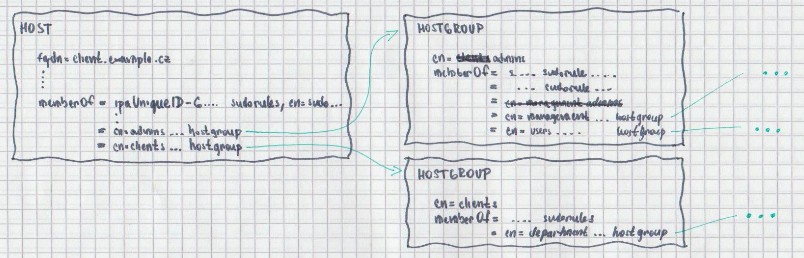 HOST
fqdn = client.example.cz
memberOf = ipaUniqueID-6.... sudorules, cn=sudo...
= cn=admins ... hostgroup
= cn=clients ... hostgroup
HOSTGROUP
cn = clients admins
memberOf = s .... sudorule ....
= ... sudorule ....
= cn= management admins
= cn= management ... hostgroup
= cn= users .... hostgroup
...
...
HOSTGROUP
cn = clients
memberOf = .... sudorules
= cn= department ... hostgroup
...